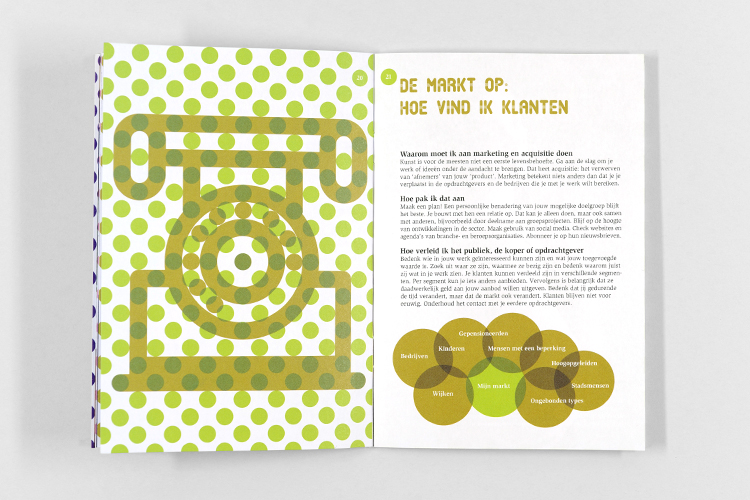 20
21
DE MARKT OP:
HOE VIND IK KLANTEN
Waarom moet ik aan marketing en acquisitie doen
Kunst is voor de meesten niet een eerste levensbehoefte. Ga aan de slag om je
werk of ideeën onder de aandacht te brengen. Dat heet acquisitie: het verwerven
van 'afnemers' van jouw 'product'. Marketing betekent niets anders dan dat je je
verplaatst in de opdrachtgevers en de bedrijven die je met je werk wilt bereiken.
Hoe pak ik dat aan
Maak een plan! Een persoonlijke benadering van jouw mogelijke doelgroep blijft
het beste. Je bouwt met hen een relatie op. Dat kan je alleen doen, maar ook samen
met anderen, bijvoorbeeld door deelname aan groepsprojecten. Blijf op de hoogte
van ontwikkelingen in de sector. Maak gebruik van social media. Check websites en
agenda's van branche- en beroepsorganisaties. Abonneer je op hun nieuwsbrieven.
Hoe verleid ik het publiek, de koper of opdrachtgever
Bedenk wie in jouw werk geïnteresseerd kunnen zijn en wat jouw toegevoegde
waarde is. Zoek uit waar ze zijn, waarmee ze bezig zijn en bedenk waarom juist
zij wat in je werk zien. Je klanten kunnen verdeeld zijn in verschillende segmen-
ten. Per segment kun je iets anders aanbieden. Vervolgens is belangrijk dat ze
daadwerkelijk geld aan jouw aanbod willen uitgeven. Bedenk dat jij gedurende
de tijd verandert, maar dat de markt ook verandert. Klanten blijven niet voor
eeuwig. Onderhoud het contact met je eerdere opdrachtgevers.
Gepensioneerden
Kinderen
Mensen met een beperking
Bedrijven
Hoogopgeleiden
Mijn markt
Stadsmensen
Wijken
Ongebonden types